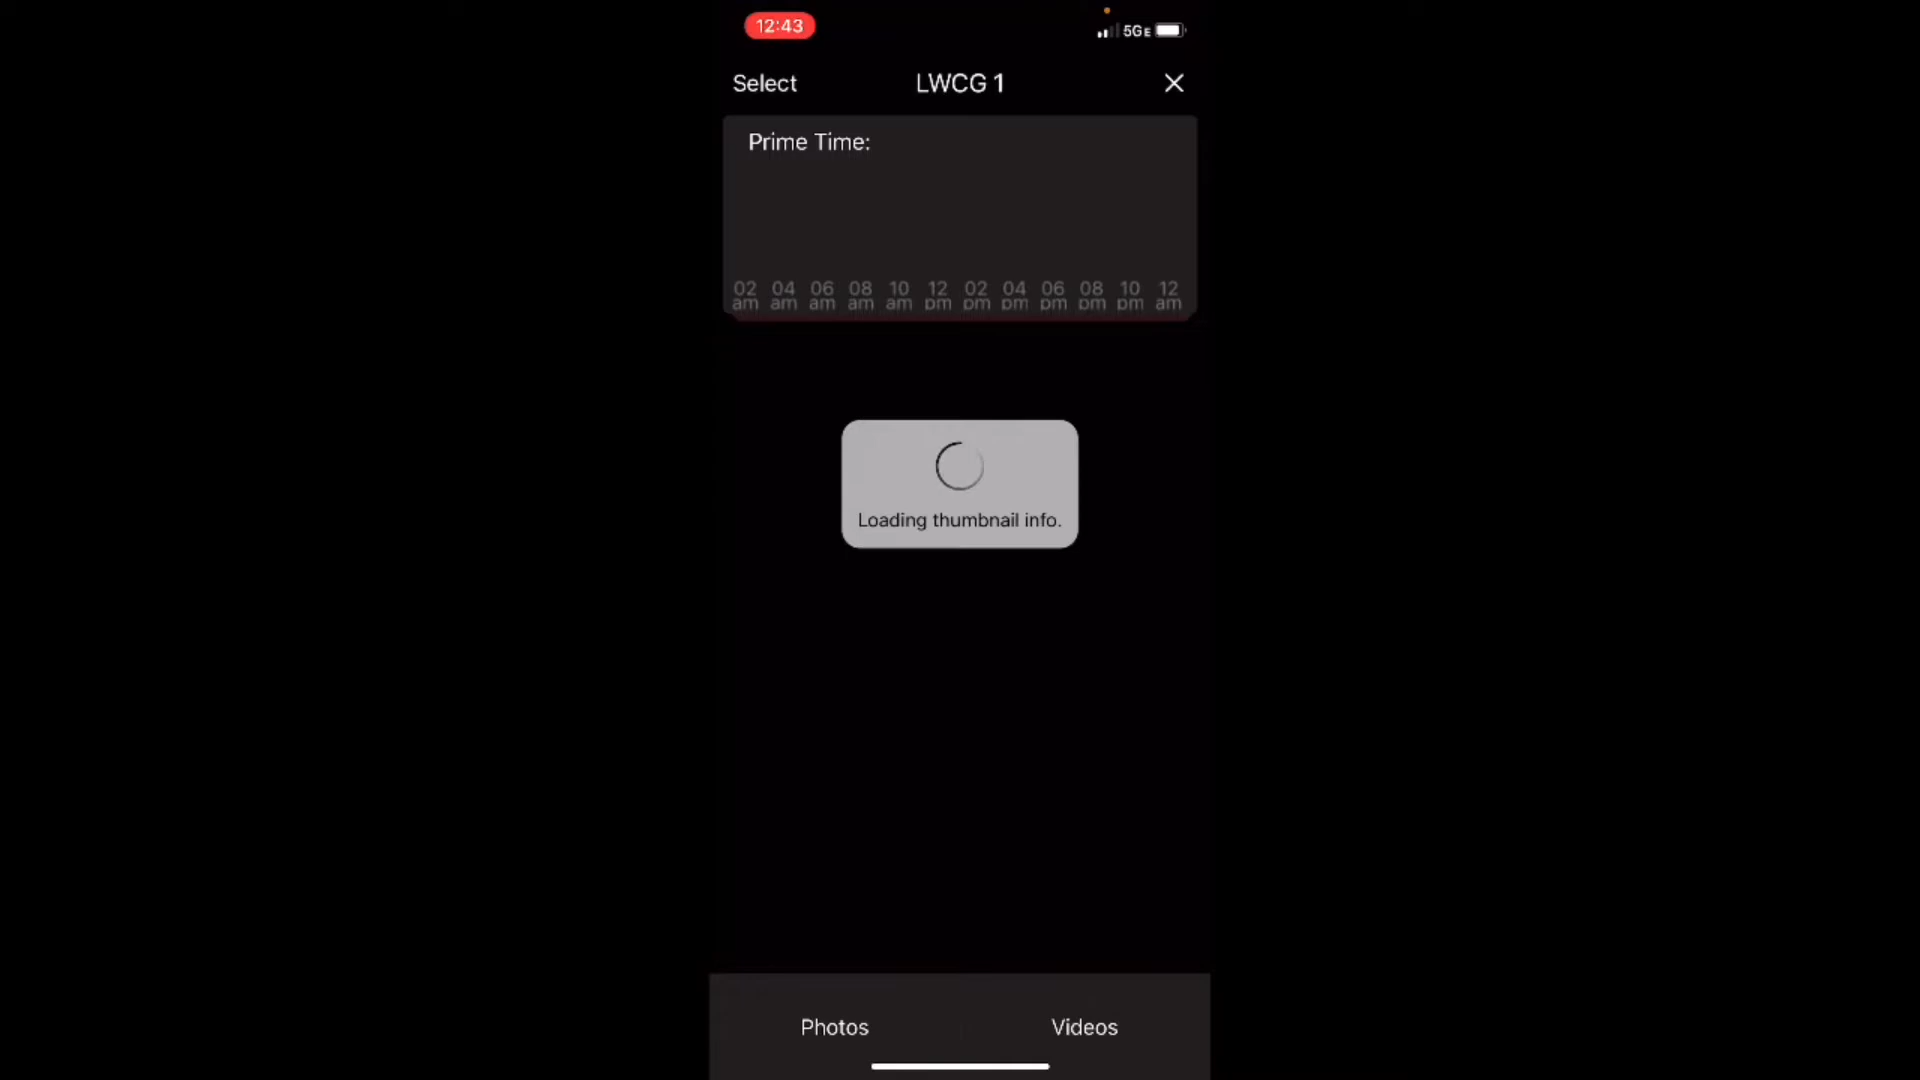 12:43
5GE
Select
LWCG 1
Prime Time:
02 04 06 08 10 12 02 04 06 08 10 12
am am am am am pm pm pm pm pm pm am
Loading thumbnail info.
Photos
Videos